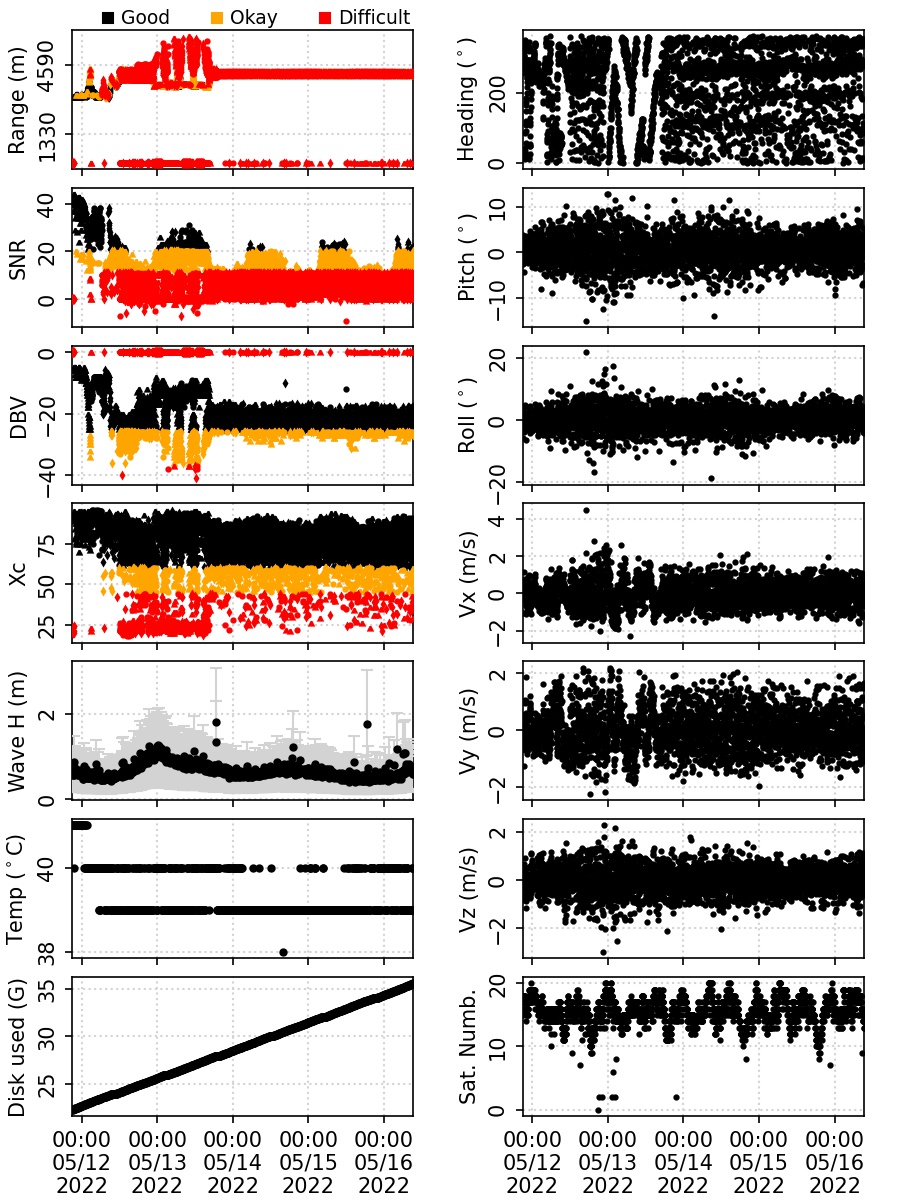 Good Okay Difficult
Range (m)
4590
1330
Heading (°)
200
0
SNR
40
20
0
Pitch (°)
10
0
−10
DBV
0
−20
−40
Roll (°)
20
0
−20
Xc
75
50
25
Vx (m/s)
4
2
0
−2
Wave H (m)
2
0
Vy (m/s)
2
0
−2
Temp (°C)
40
38
Vz (m/s)
2
0
−2
Disk used (G)
35
30
25
Sat. Numb.
20
10
0
00:00 00:00 00:00 00:00 00:00
05/12 05/13 05/14 05/15 05/16
2022 2022 2022 2022 2022
00:00 00:00 00:00 00:00 00:00
05/12 05/13 05/14 05/15 05/16
2022 2022 2022 2022 2022